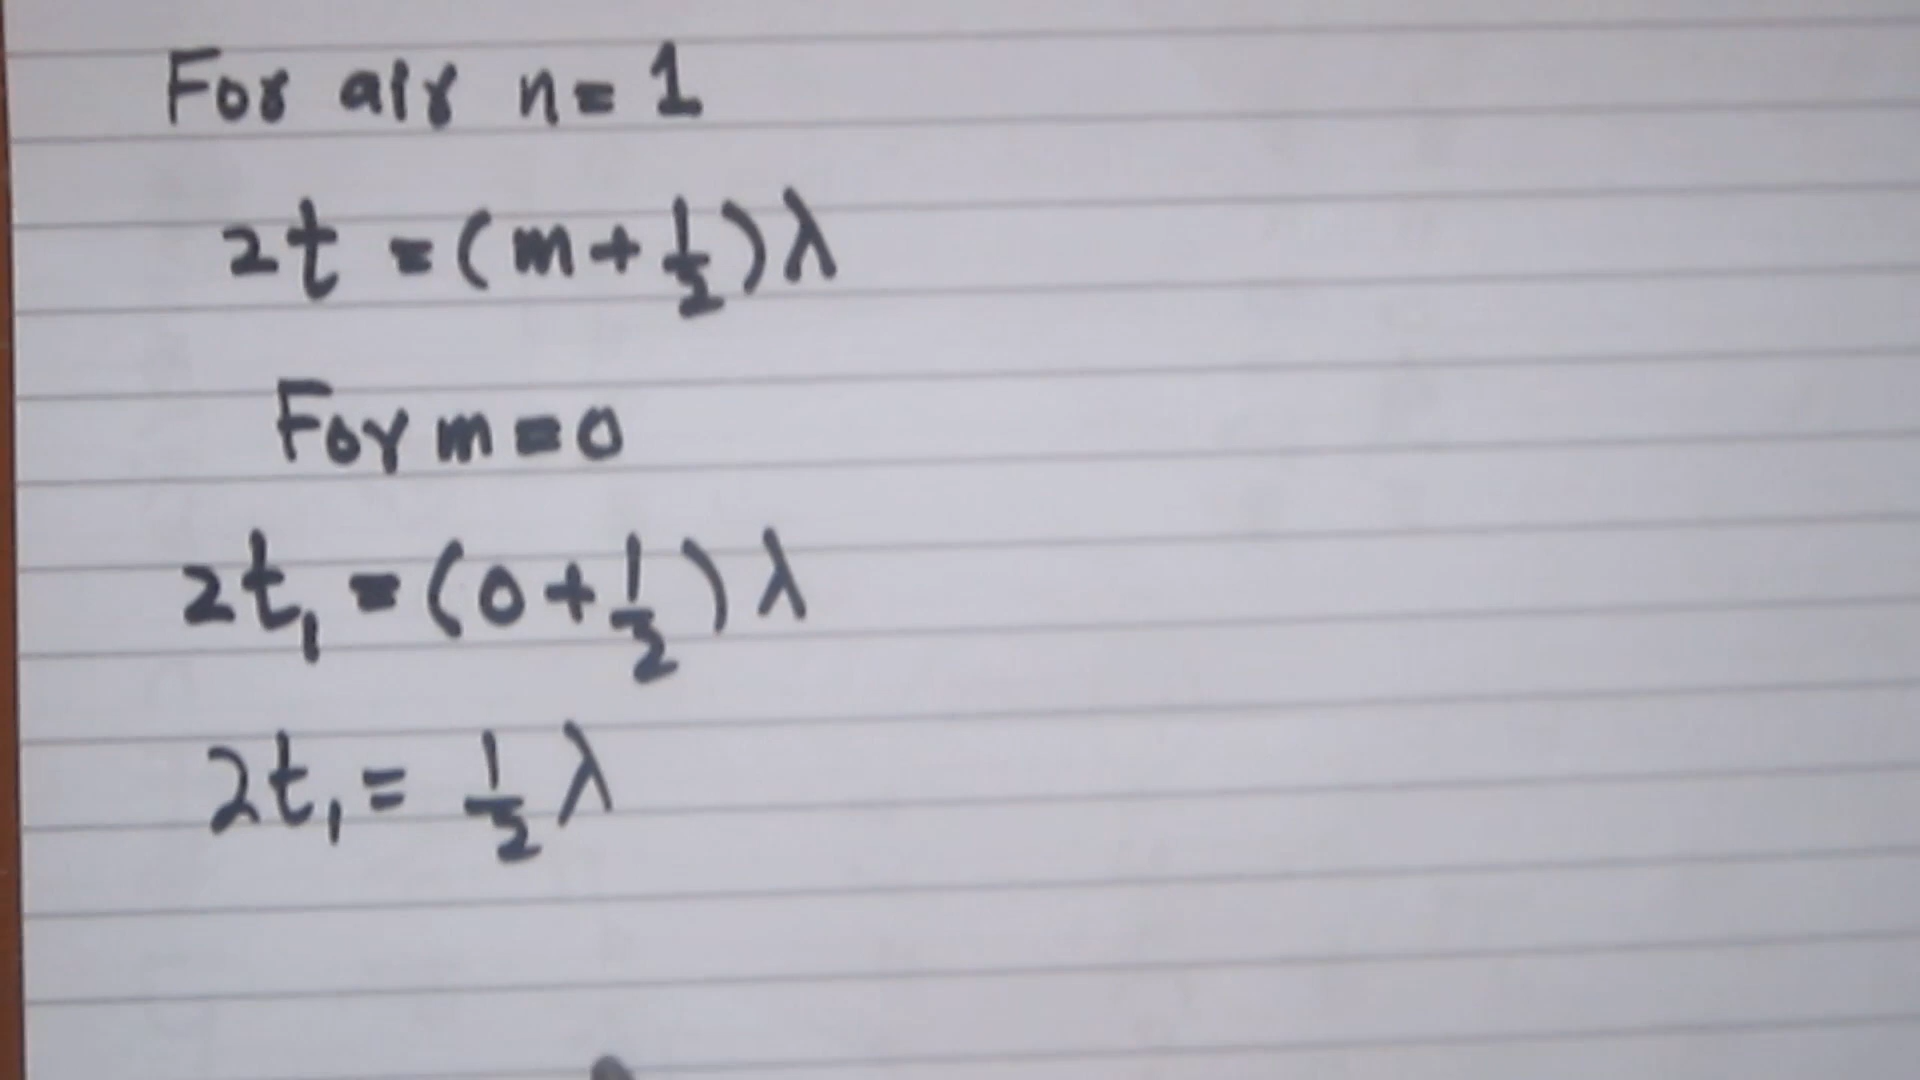 For air n = 1
2t = (m + 1/2) λ
For m = 0
2t₁ = (0 + 1/2) λ
2t₁ = 1/2 λ